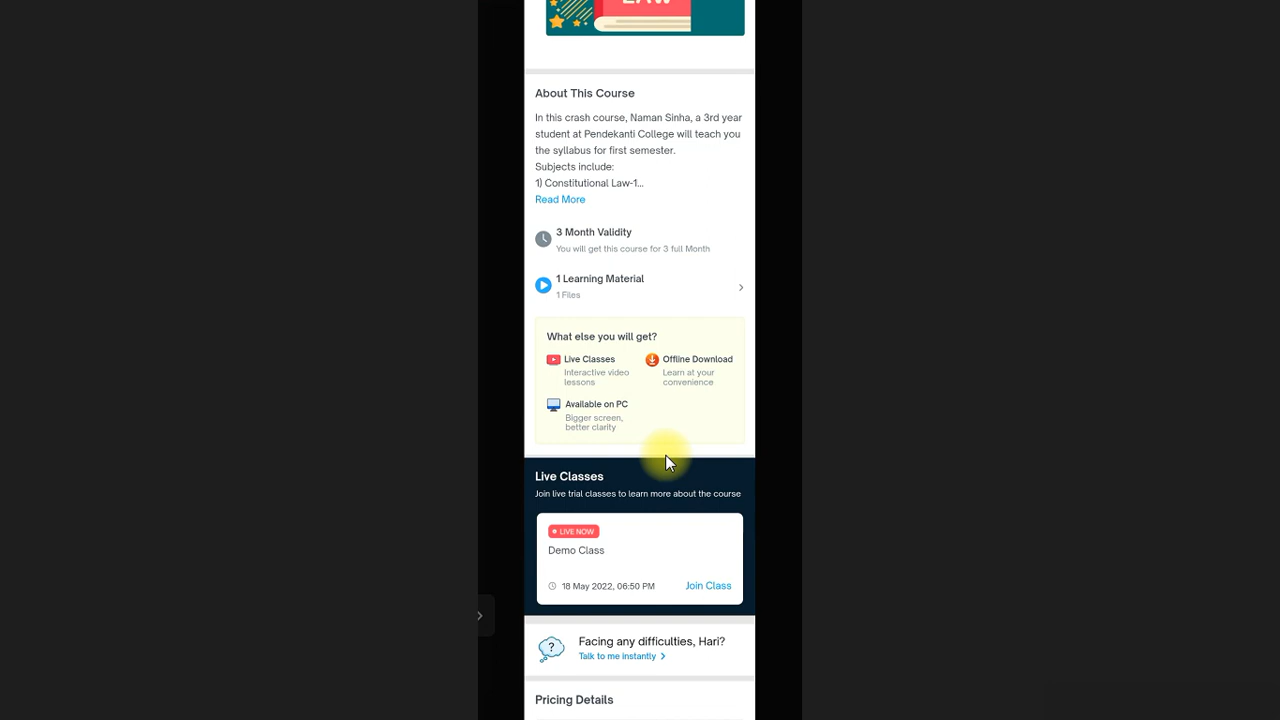 LAW
About This Course
In this crash course, Naman Sinha, a 3rd year
student at Pendekanti College will teach you
the syllabus for first semester.
Subjects include:
1) Constitutional Law-1...
Read More
3 Month Validity
You will get this course for 3 full Month
1 Learning Material
1 Files
What else you will get?
Live Classes
Interactive video
lessons
Offline Download
Learn at your
convenience
Available on PC
Bigger screen,
better clarity
Live Classes
Join live trial classes to learn more about the course
LIVE NOW
Demo Class
18 May 2022, 06:50 PM
Join Class
?
Facing any difficulties, Hari?
Talk to me instantly
Pricing Details